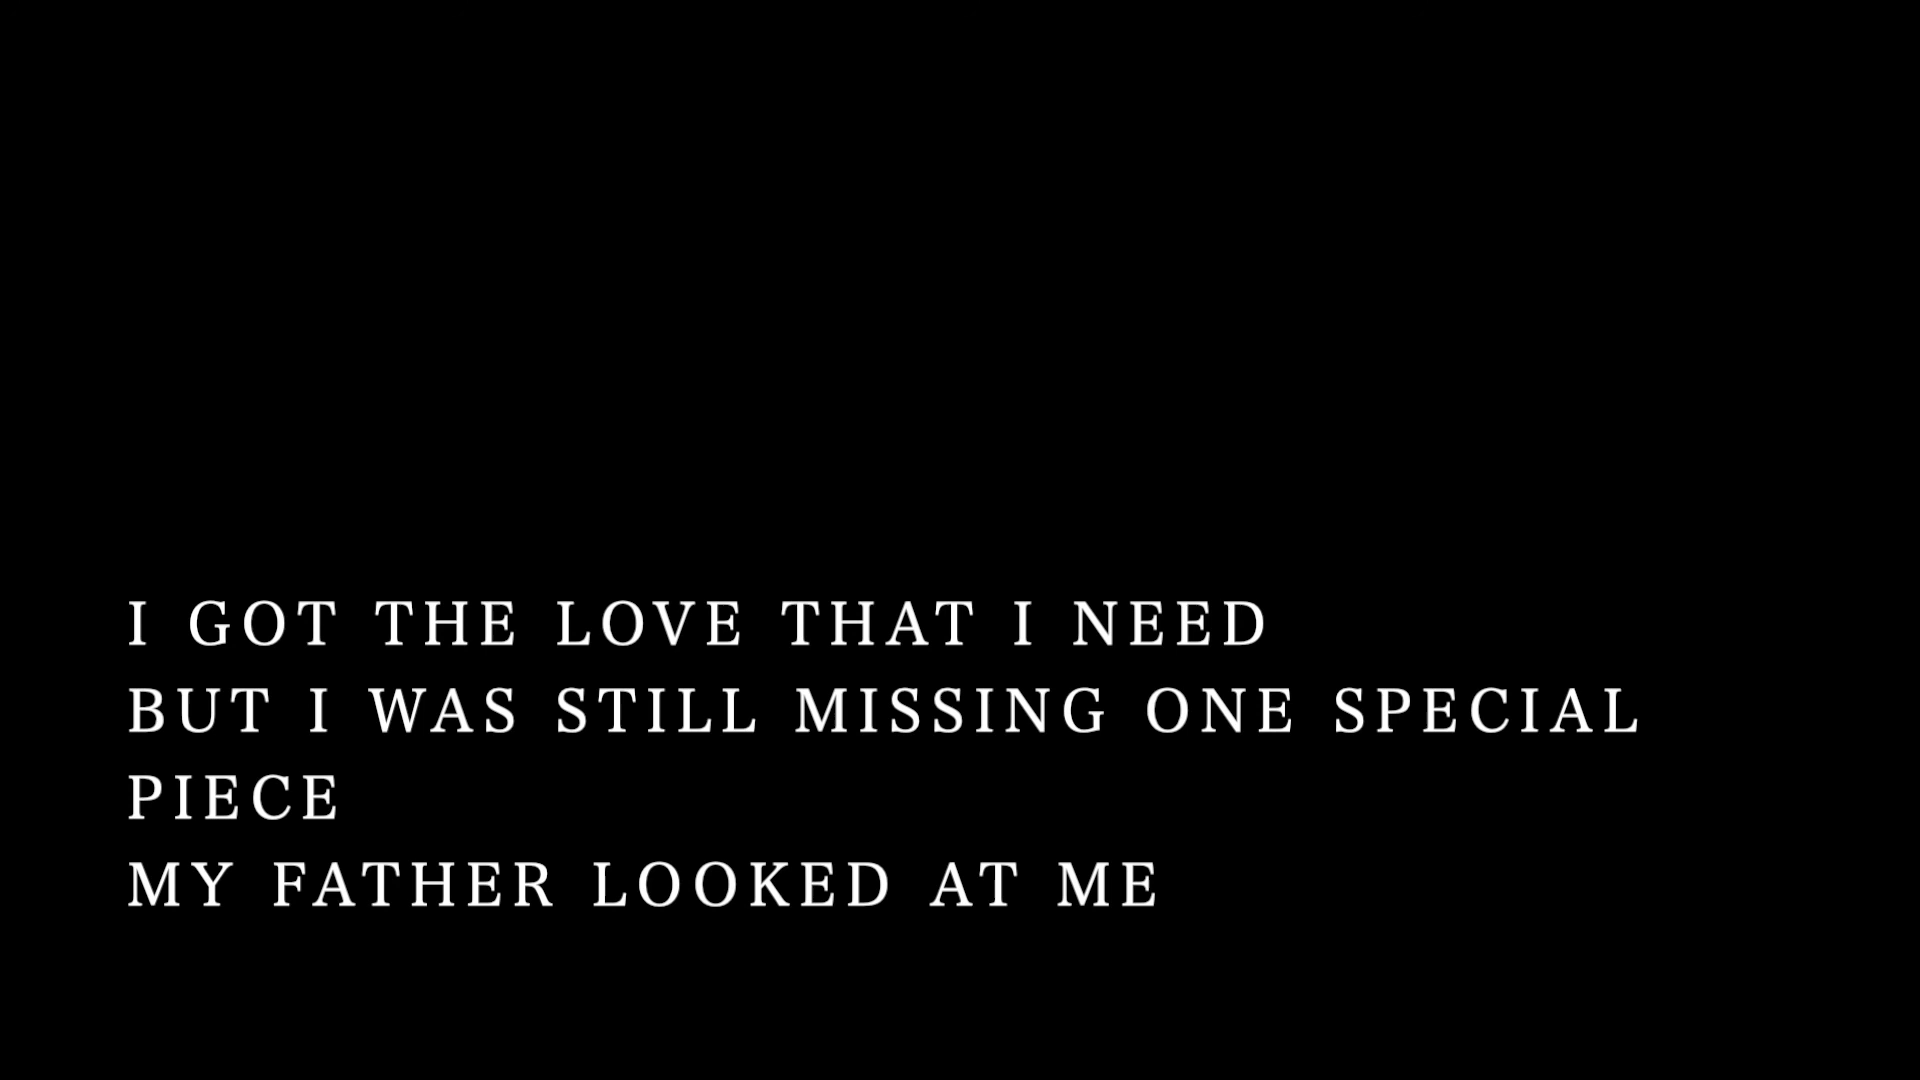 I GOT THE LOVE THAT I NEED
BUT I WAS STILL MISSING ONE SPECIAL
PIECE
MY FATHER LOOKED AT ME